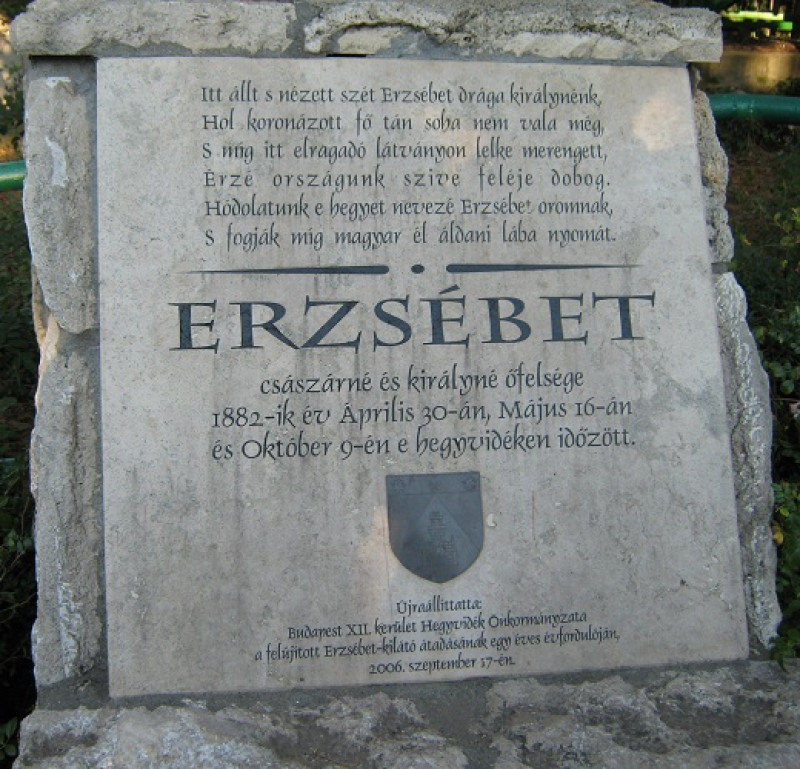 Itt állt s nézett szét Erzsébet drága királynénk,
Hol koronázott fő tán soha nem vala még,
S míg itt elragadó látványon lelke merengett,
Érzé országunk szive feléje dobog.
Hódolatunk e hegyet nevezé Erzsébet oromnak,
S fogják míg magyar él áldani lába nyomát.
ERZSÉBET
császárné és királyné őfelsége
1882-ik év Április 30-án, Május 16-án
és Október 9-én e hegyvidéken időzött.
Újraállíttatta:
Budapest XII. kerület Hegyvidék Önkormányzata
a felújított Erzsébet-kilátó átadásának egy éves évfordulóján,
2006. szeptember 17-én.